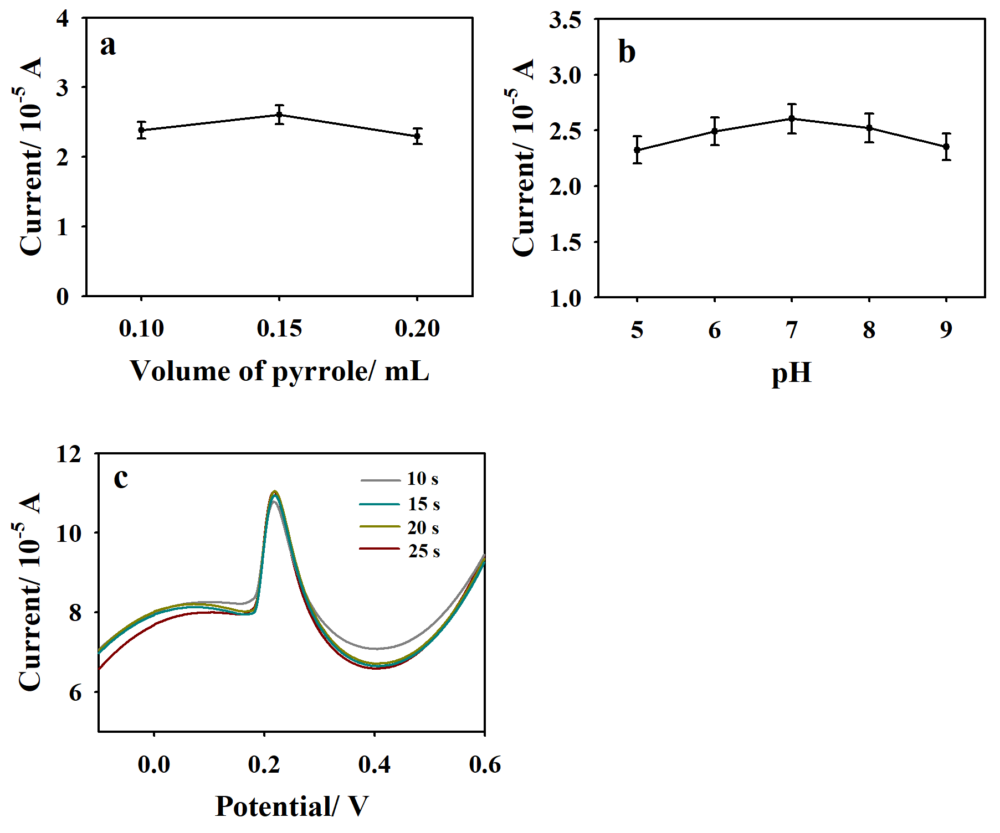 a
4
3
2
1
0
Current/ 10-5 A
0.10 0.15 0.20
Volume of pyrrole/ mL
b
3.5
3.0
2.5
2.0
1.5
1.0
Current/ 10-5 A
5 6 7 8 9
pH
c
12
10
8
6
Current/ 10-5 A
10 s
15 s
20 s
25 s
0.0 0.2 0.4 0.6
Potential/ V